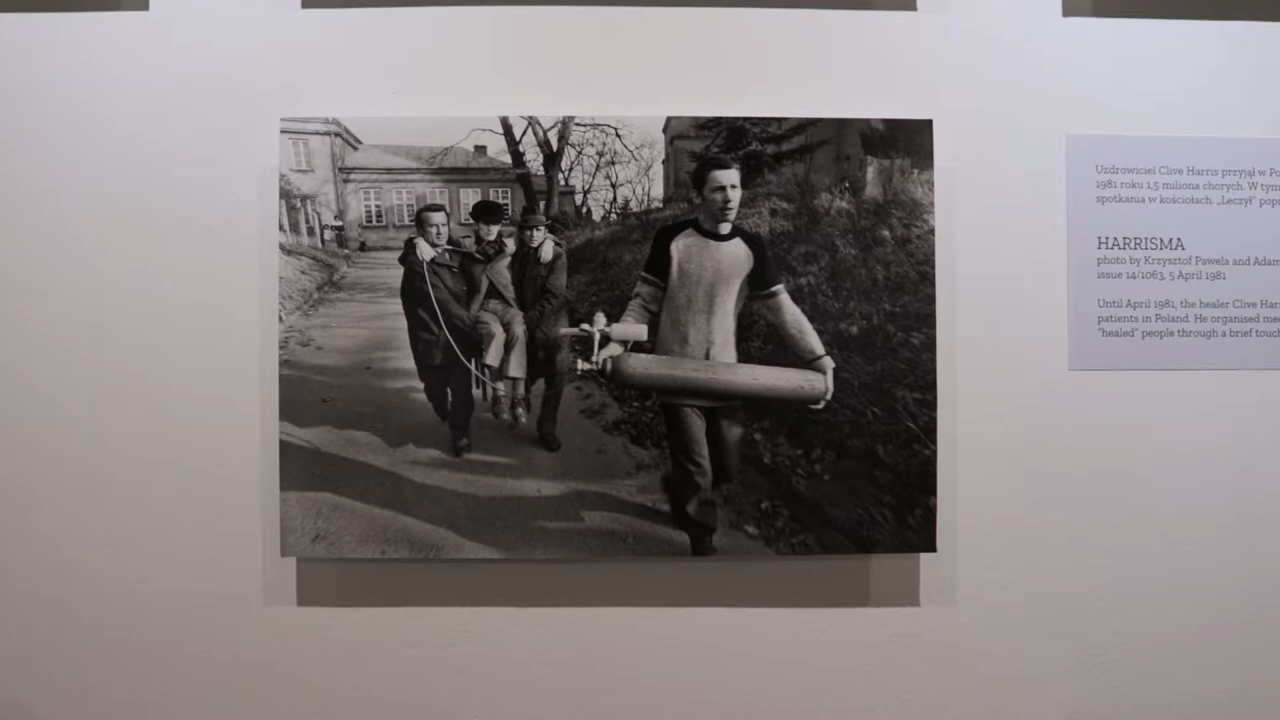 Uzdrowiciel Clive Harris przyjął w Po
1981 roku 1,5 miliona chorych. W tym
spotkania w kościołach. „Leczył” popr
HARRISMA
photo by Krzysztof Pawela and Adam
issue 14/1063, 5 April 1981
Until April 1981, the healer Clive Har
patients in Poland. He organised mee
"healed" people through a brief touch